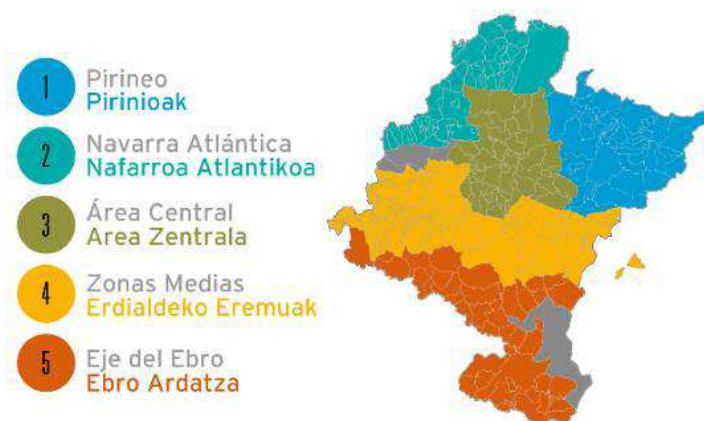 1
Pirineo
Pirinioak
2
Navarra Atlántica
Nafarroa Atlantikoa
3
Área Central
Area Zentrala
4
Zonas Medias
Erdialdeko Eremuak
5
Eje del Ebro
Ebro Ardatza